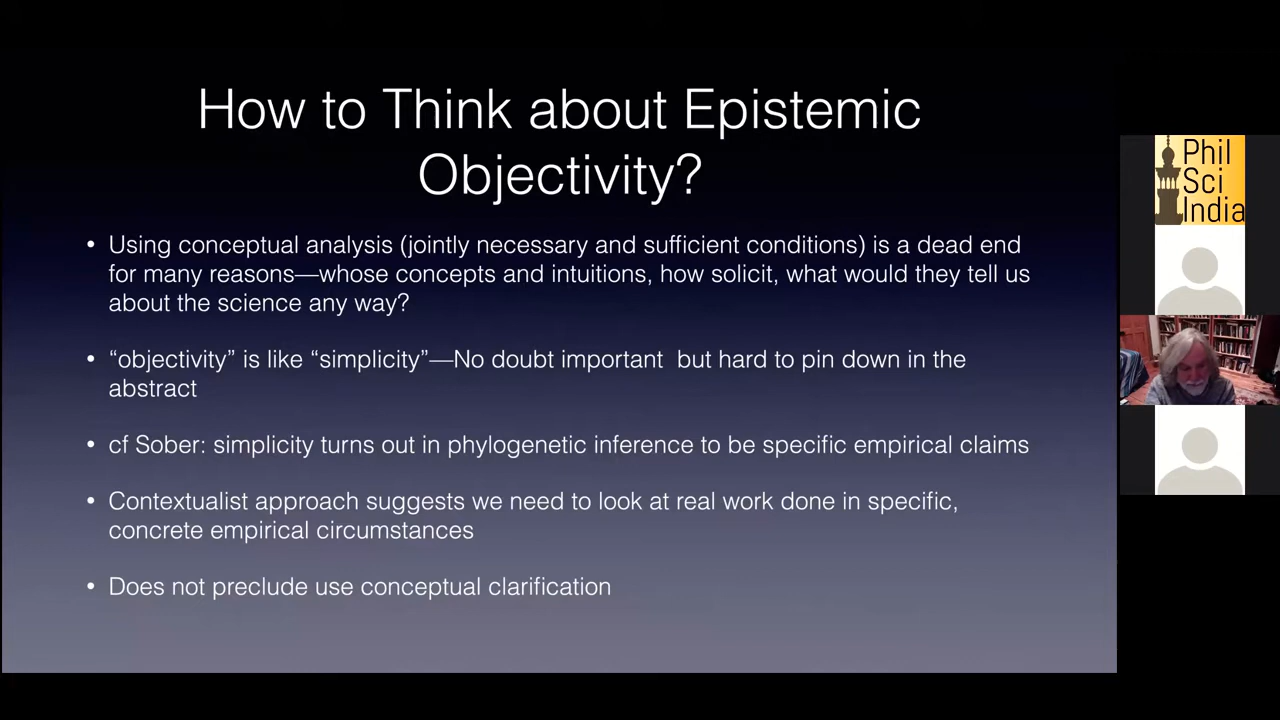 How to Think about Epistemic
Objectivity?
• Using conceptual analysis (jointly necessary and sufficient conditions) is a dead end
for many reasons—whose concepts and intuitions, how solicit, what would they tell us
about the science any way?
• “objectivity” is like “simplicity”—No doubt important but hard to pin down in the
abstract
• cf Sober: simplicity turns out in phylogenetic inference to be specific empirical claims
• Contextualist approach suggests we need to look at real work done in specific,
concrete empirical circumstances
• Does not preclude use conceptual clarification
Phil
Sci
India